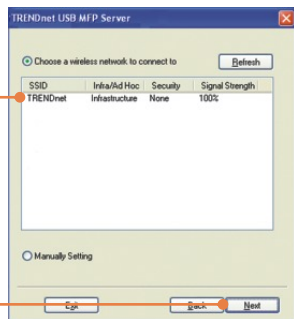 TRENDnet USB MFP Server
Choose a wireless network to connect to Refresh
SSID Infra/Ad Hoc Security Signal Strength
TRENDnet Infrastructure None 100%
Manually Setting
Exit Back Next